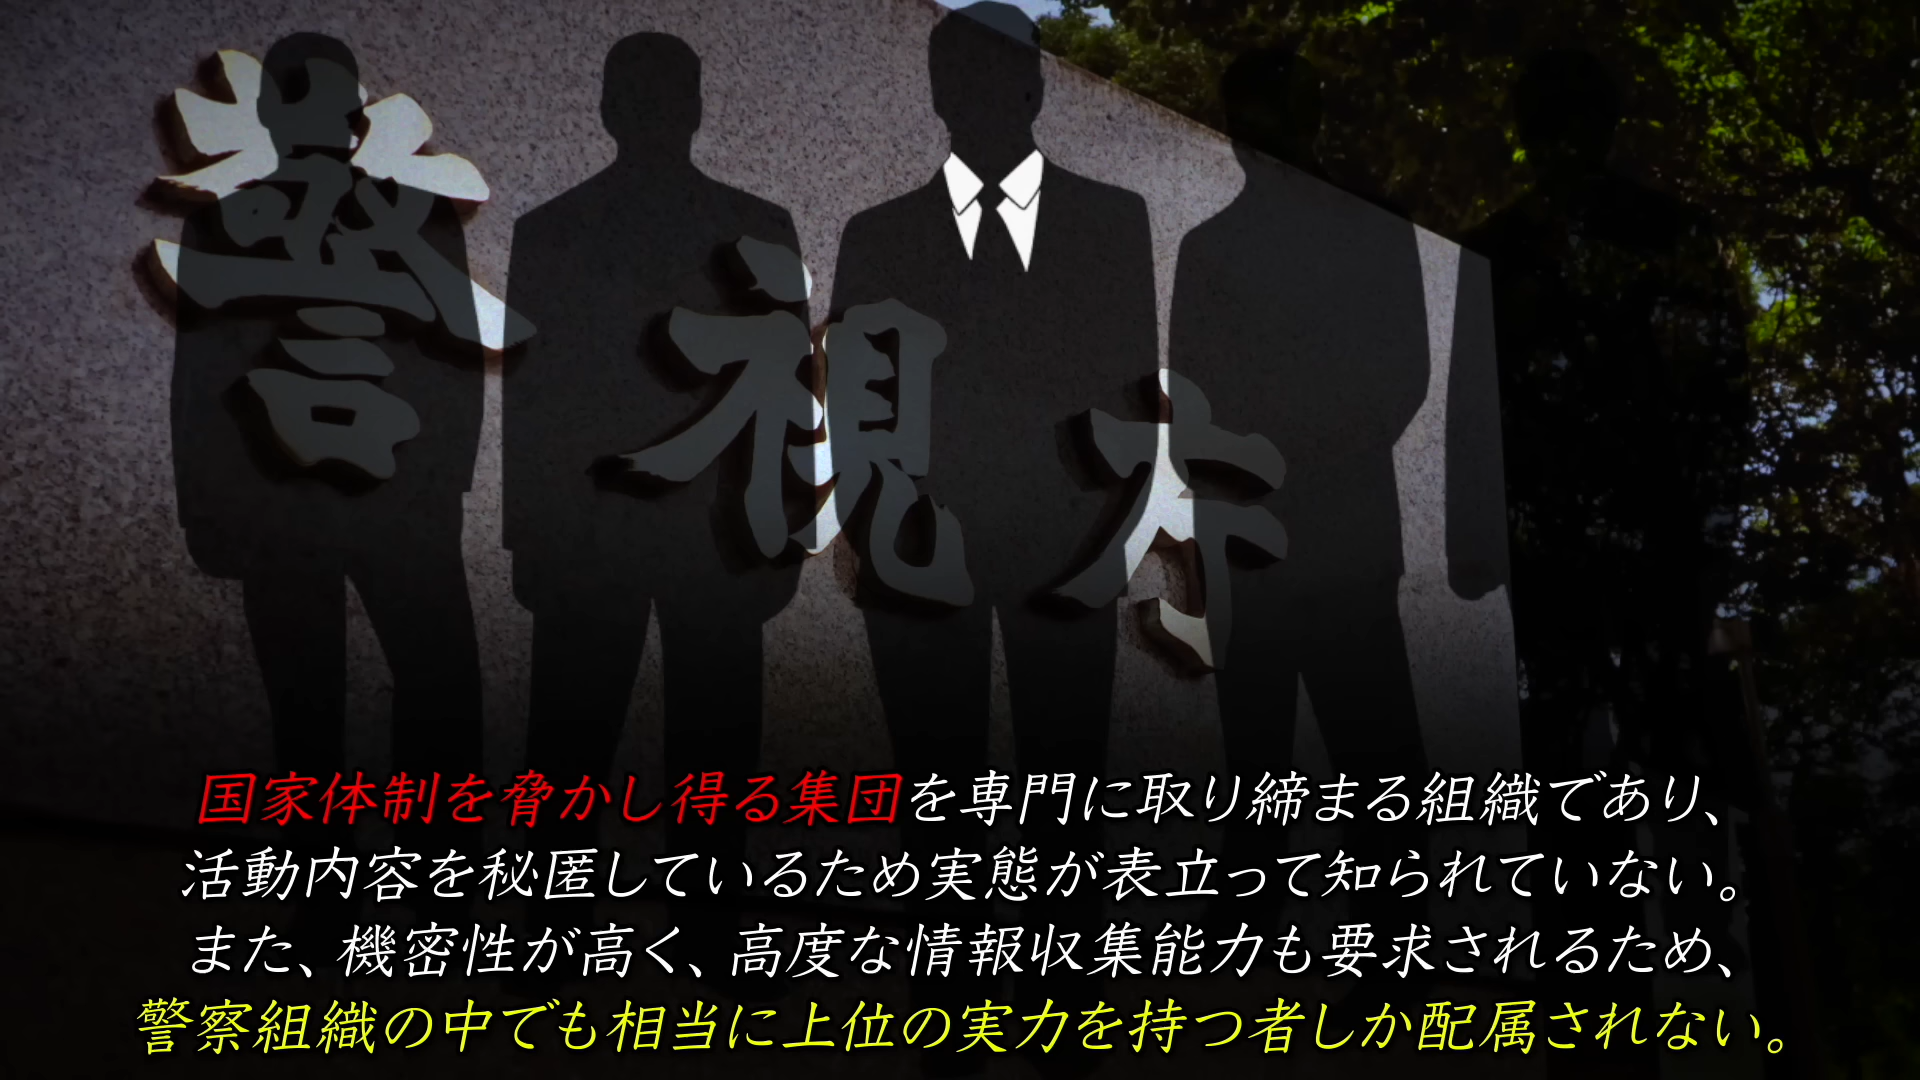 警視庁
国家体制を脅かし得る集団を専門に取り締まる組織であり、
活動内容を秘匿しているため実態が表立って知られていない。
また、機密性が高く、高度な情報収集能力も要求されるため、
警察組織の中でも相当に上位の実力を持つ者しか配属されない。